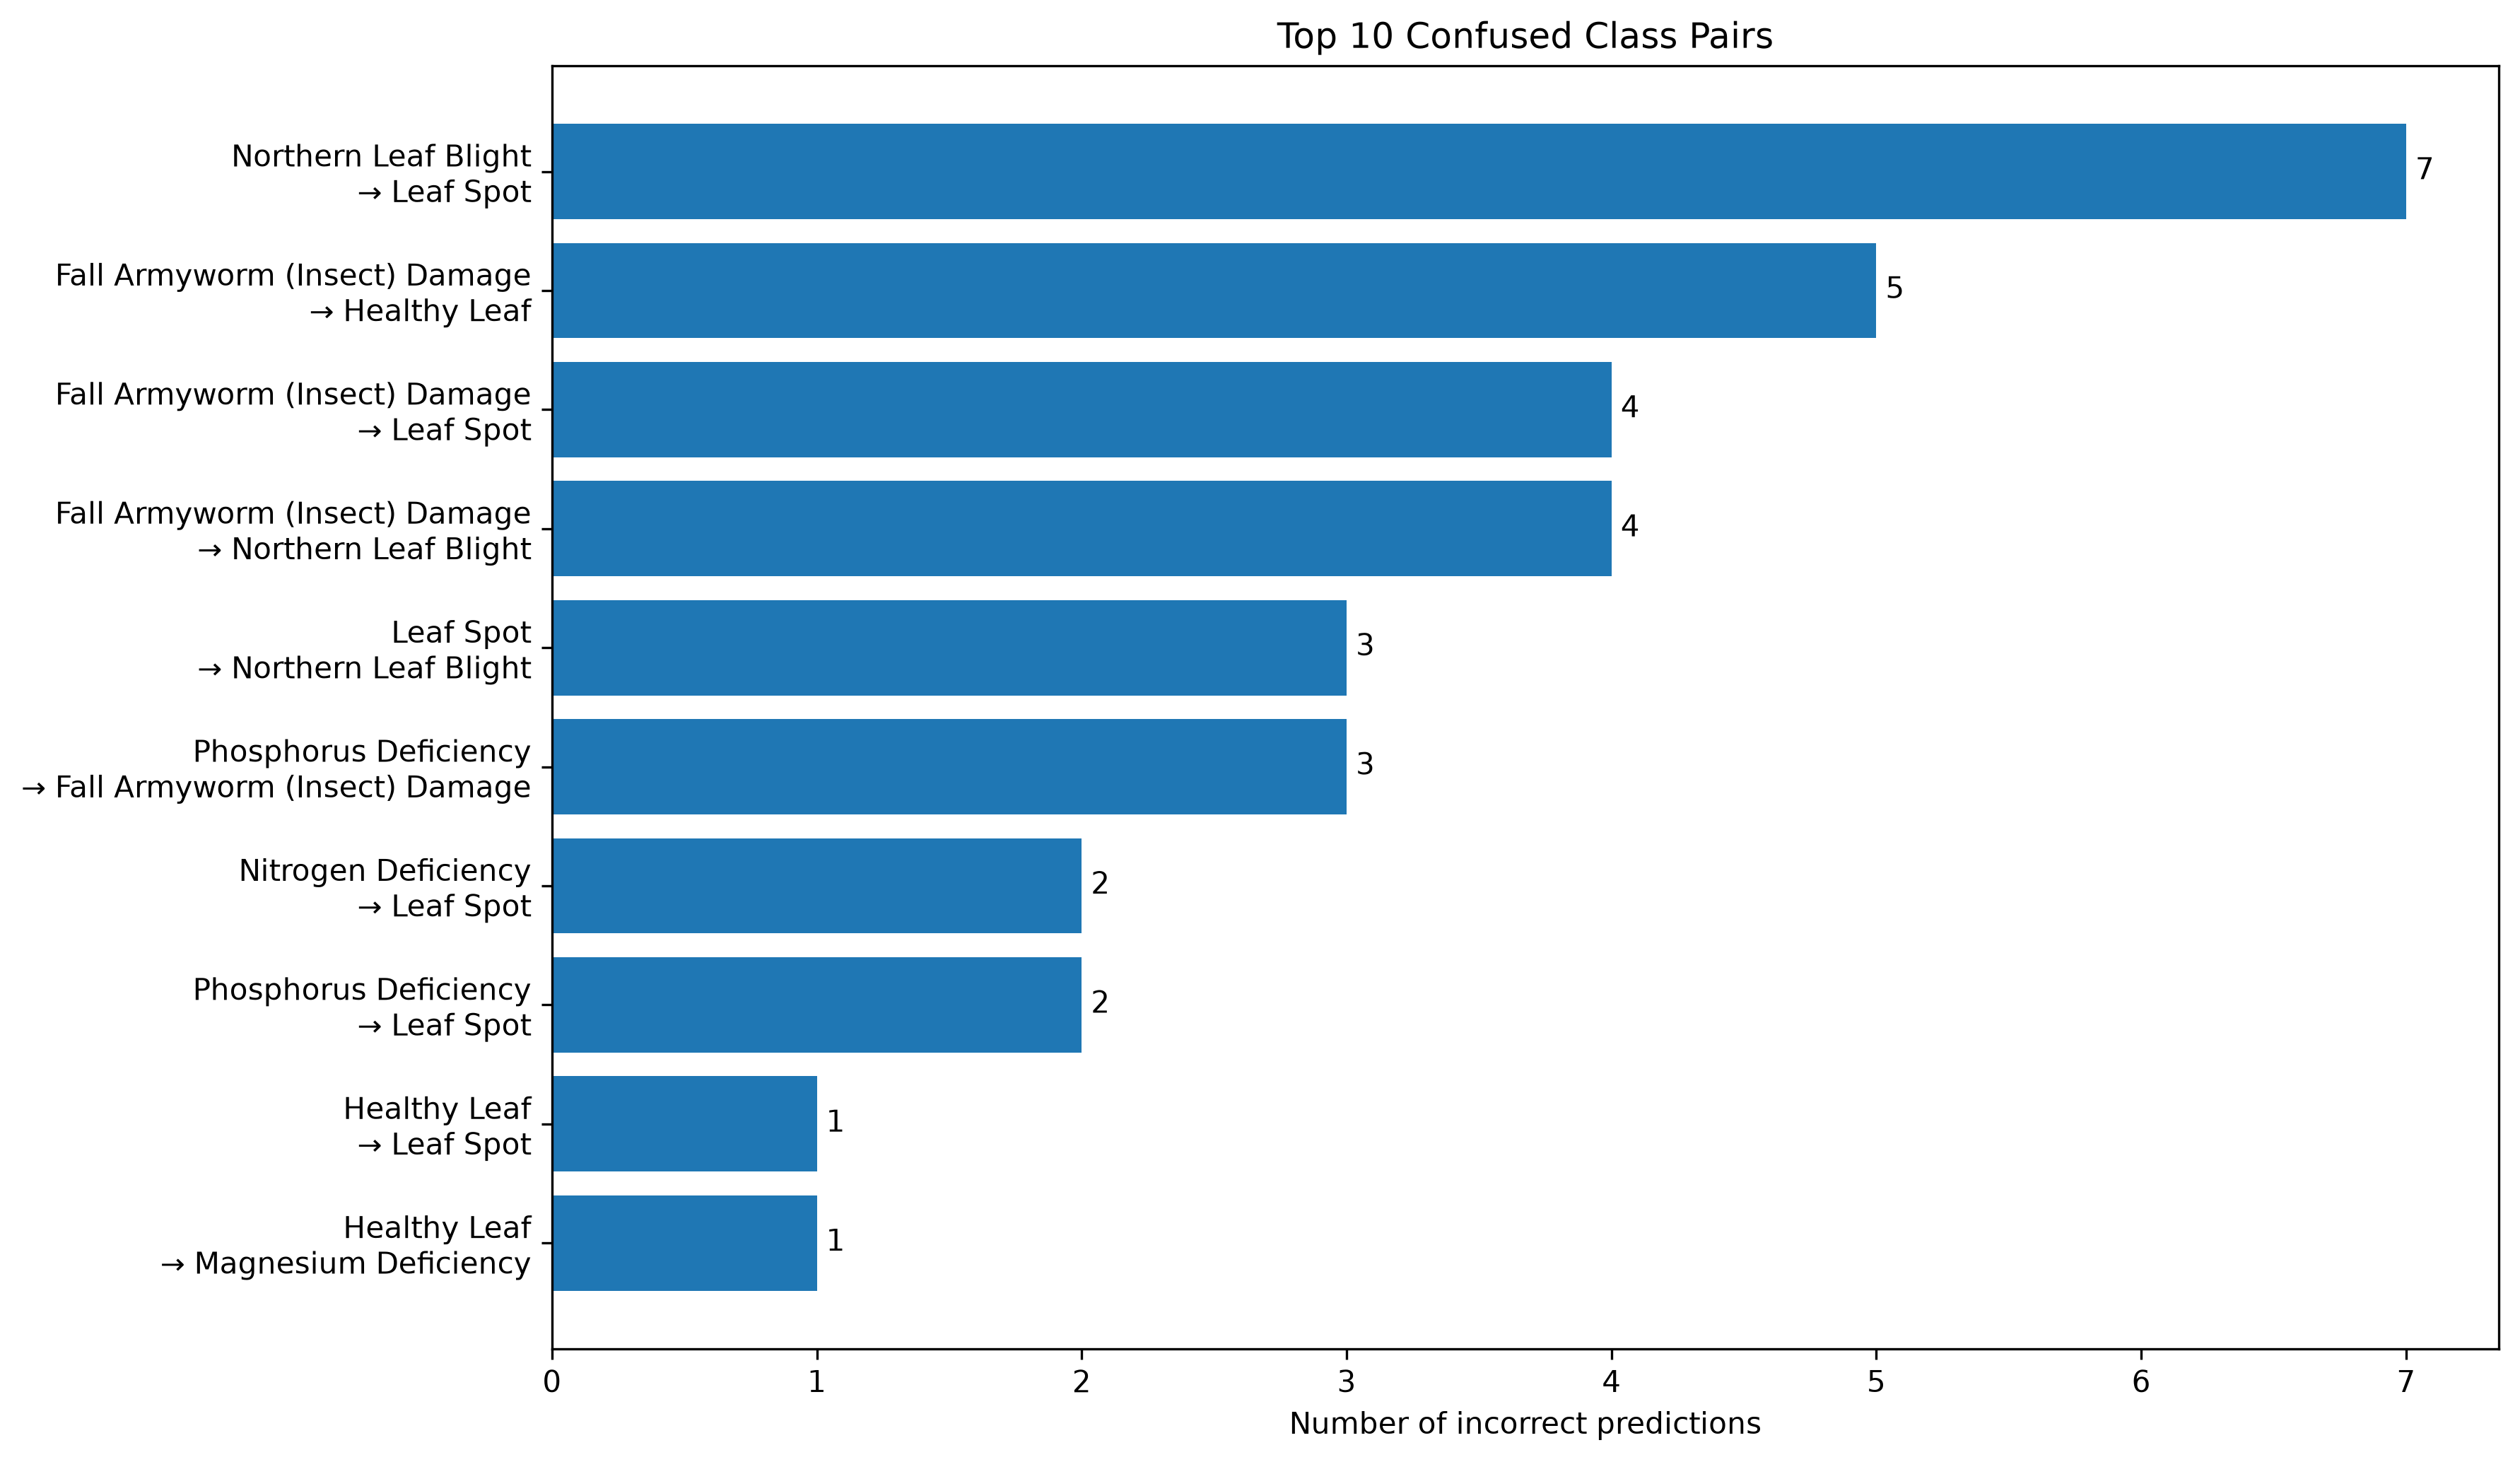 Top 10 Confused Class Pairs
Northern Leaf Blight
→ Leaf Spot
7
Fall Armyworm (Insect) Damage
→ Healthy Leaf
5
Fall Armyworm (Insect) Damage
→ Leaf Spot
4
Fall Armyworm (Insect) Damage
→ Northern Leaf Blight
4
Leaf Spot
→ Northern Leaf Blight
3
Phosphorus Deficiency
→ Fall Armyworm (Insect) Damage
3
Nitrogen Deficiency
→ Leaf Spot
2
Phosphorus Deficiency
→ Leaf Spot
2
Healthy Leaf
→ Leaf Spot
1
Healthy Leaf
→ Magnesium Deficiency
1
0 1 2 3 4 5 6 7
Number of incorrect predictions